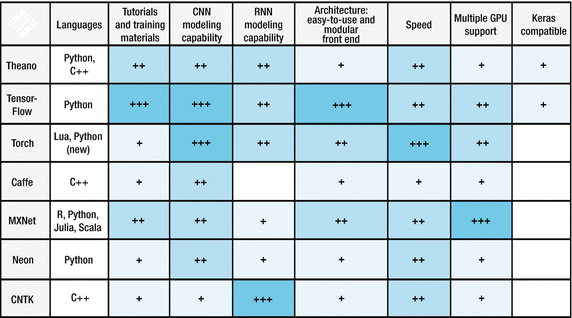 Languages
Tutorials and training materials
CNN modeling capability
RNN modeling capability
Architecture: easy-to-use and modular front end
Speed
Multiple GPU support
Keras compatible
Theano
Python, C++
++
++
++
+
++
+
+
Tensor-Flow
Python
+++
+++
++
+++
++
++
+
Torch
Lua, Python (new)
+
+++
++
++
+++
++
Caffe
C++
+
++
+
+
+
MXNet
R, Python, Julia, Scala
++
++
+
++
++
+++
Neon
Python
+
++
+
+
++
+
CNTK
C++
+
+
+++
+
++
+